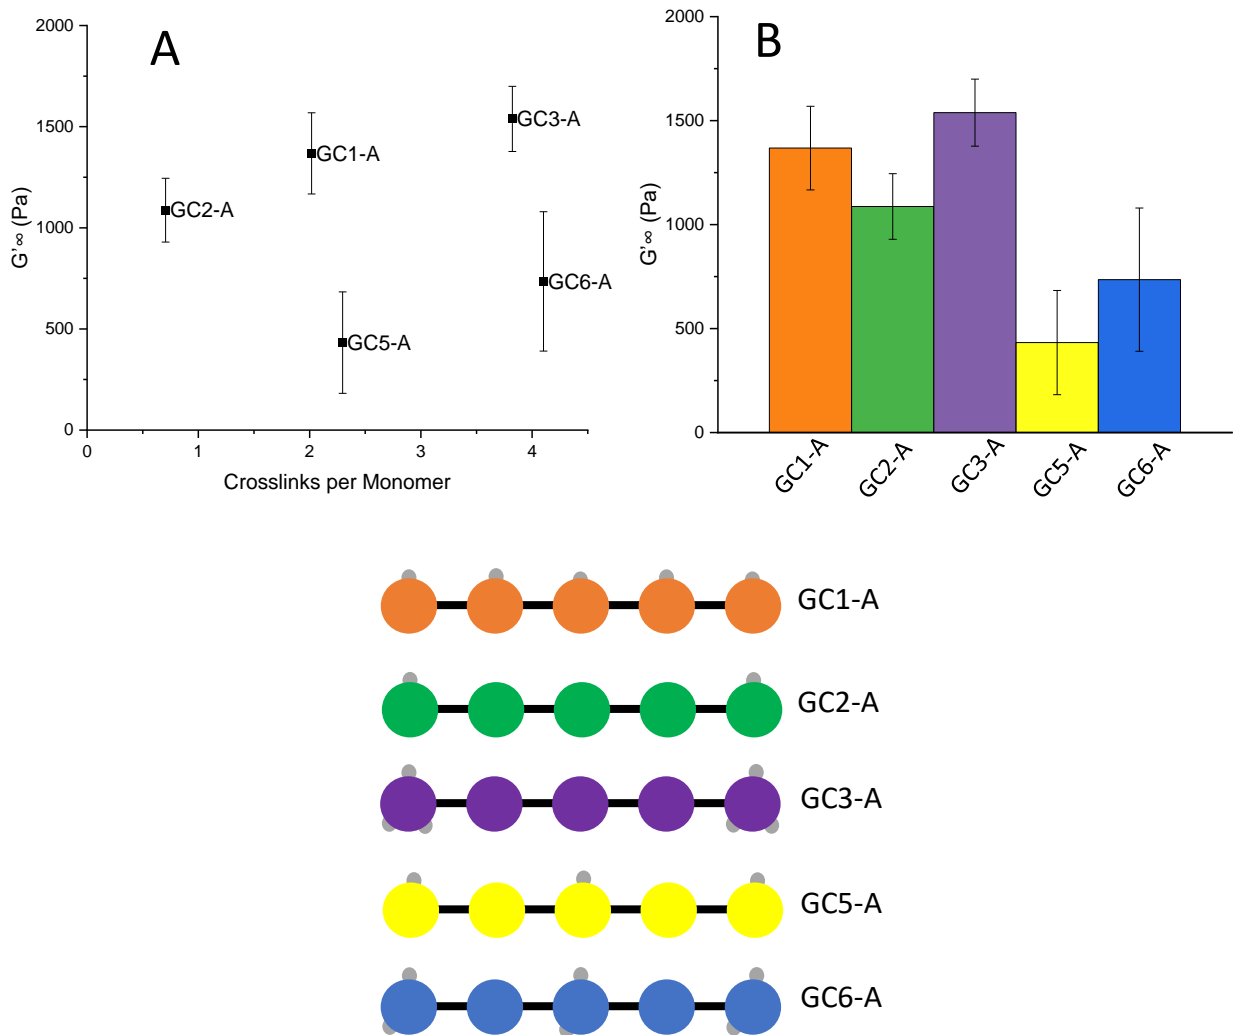 A
2000
1500
1000
500
0
G'∞ (Pa)
GC3-A
GC1-A
GC2-A
GC6-A
GC5-A
0 1 2 3 4
Crosslinks per Monomer
B
2000
1500
1000
500
0
G'∞ (Pa)
GC1-A GC2-A GC3-A GC5-A GC6-A
GC1-A
GC2-A
GC3-A
GC5-A
GC6-A